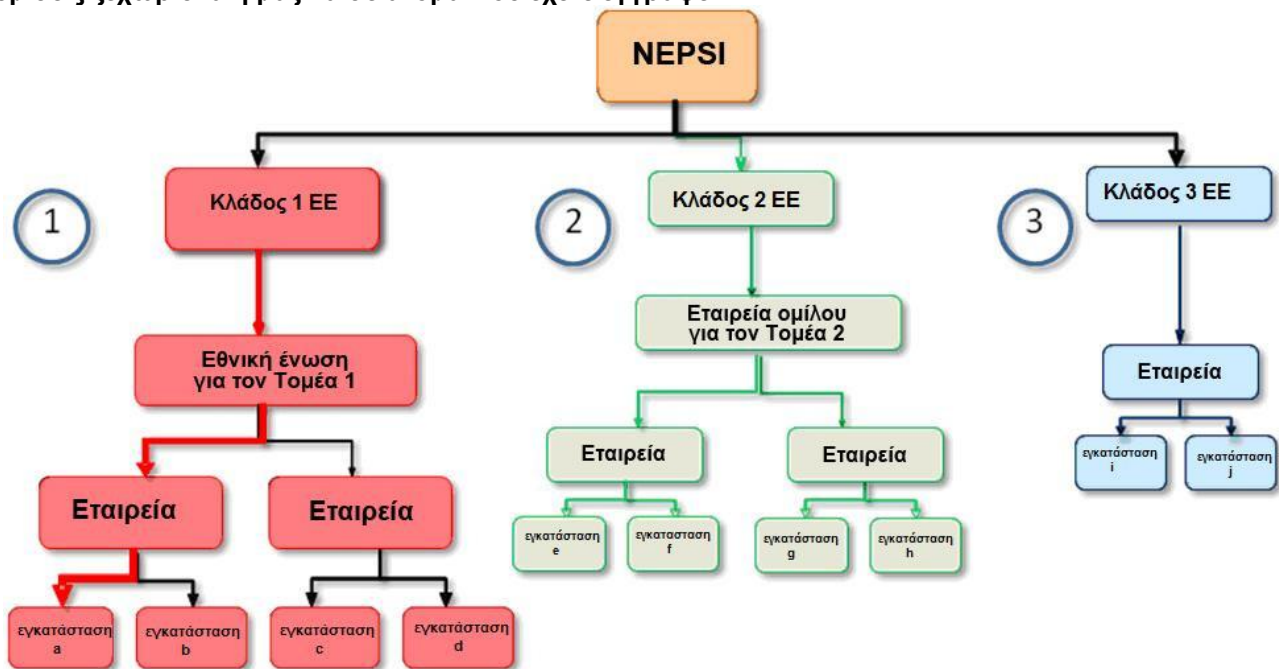 NEPSI
1
Κλάδος 1 ΕΕ
2
Κλάδος 2 ΕΕ
3
Κλάδος 3 ΕΕ
Εθνική ένωση
για τον Τομέα 1
Εταιρεία ομίλου
για τον Τομέα 2
Εταιρεία
Εταιρεία
Εταιρεία
Εταιρεία
Εταιρεία
εγκατάσταση
a
εγκατάσταση
b
εγκατάσταση
c
εγκατάσταση
d
εγκατάσταση
e
εγκατασταση
f
εγκατάσταση
g
εγκατάσταση
h
εγκατάσταση
i
εγκατάσταση
j